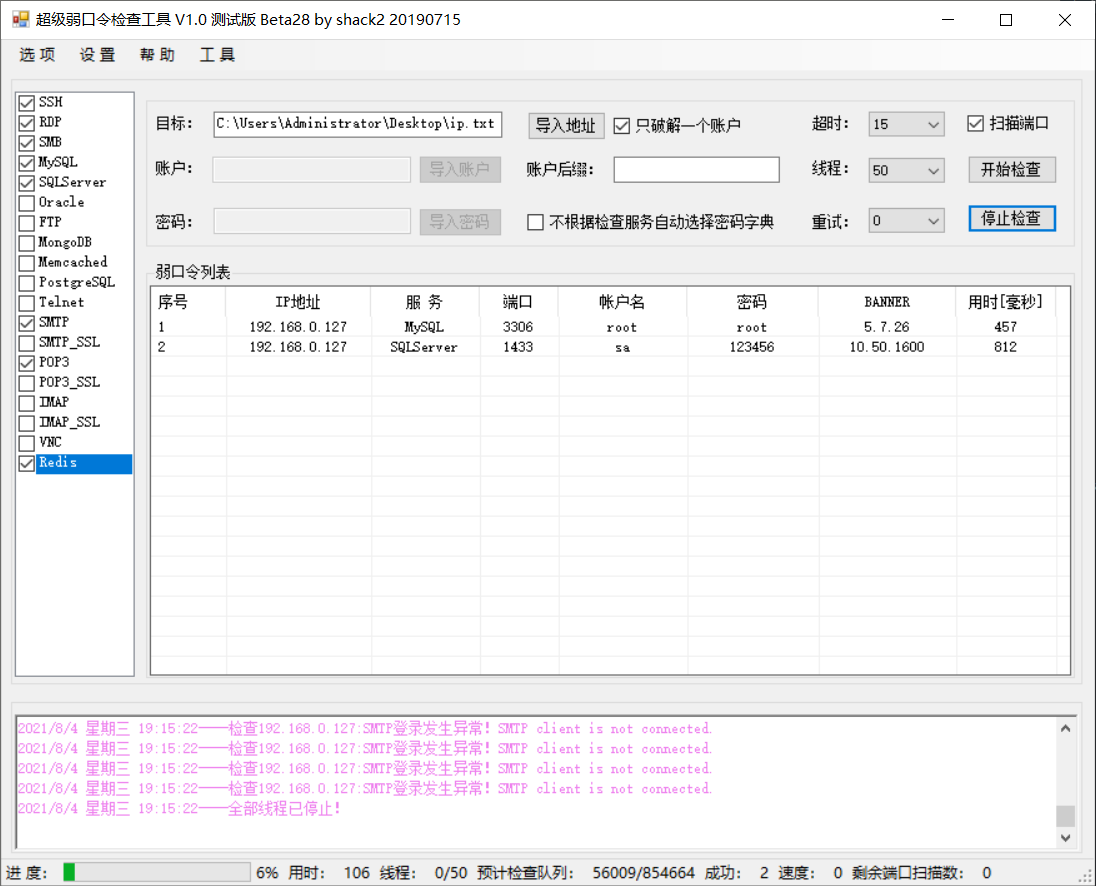 超级弱口令检查工具 V1.0 测试版 Beta28 by shack2 20190715
选项 设置 帮助 工具
SSH
RDP
SMB
MySQL
SQLServer
Oracle
FTP
MongoDB
Memcached
PostgreSQL
Telnet
SMTP
SMTP_SSL
POP3
POP3_SSL
IMAP
IMAP_SSL
VNC
Redis
目标: C:\Users\Administrator\Desktop\ip.txt 导入地址 只破解一个账户 超时: 15 扫描端口
账户: 导入账户 账户后缀: 线程: 50 开始检查
密码: 导入密码 不根据检查服务自动选择密码字典 重试: 0 停止检查
弱口令列表
序号 IP地址 服 务 端口 帐户名 密码 BANNER 用时[毫秒]
1 192.168.0.127 MySQL 3306 root root 5.7.26 457
2 192.168.0.127 SQLServer 1433 sa 123456 10.50.1600 812
2021/8/4 星期三 19:15:22----检查192.168.0.127:SMTP登录发生异常! SMTP client is not connected.
2021/8/4 星期三 19:15:22----检查192.168.0.127:SMTP登录发生异常! SMTP client is not connected.
2021/8/4 星期三 19:15:22----检查192.168.0.127:SMTP登录发生异常! SMTP client is not connected.
2021/8/4 星期三 19:15:22----检查192.168.0.127:SMTP登录发生异常! SMTP client is not connected.
2021/8/4 星期三 19:15:22----全部线程已停止!
进度: 6% 用时: 106 线程: 0/50 预计检查队列: 56009/854664 成功: 2 速度: 0 剩余端口扫描数: 0